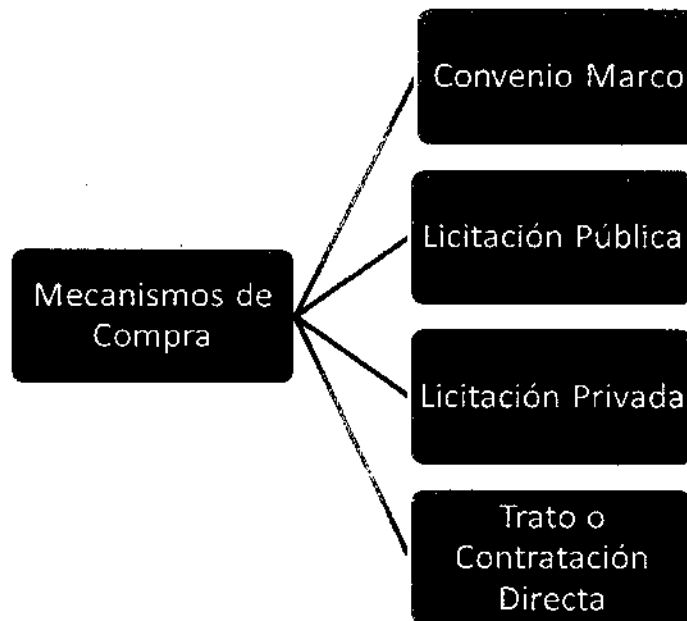 Convenio Marco
Licitación Pública
Mecanismos de
Compra
Licitación Privada
Trato o
Contratación
Directa